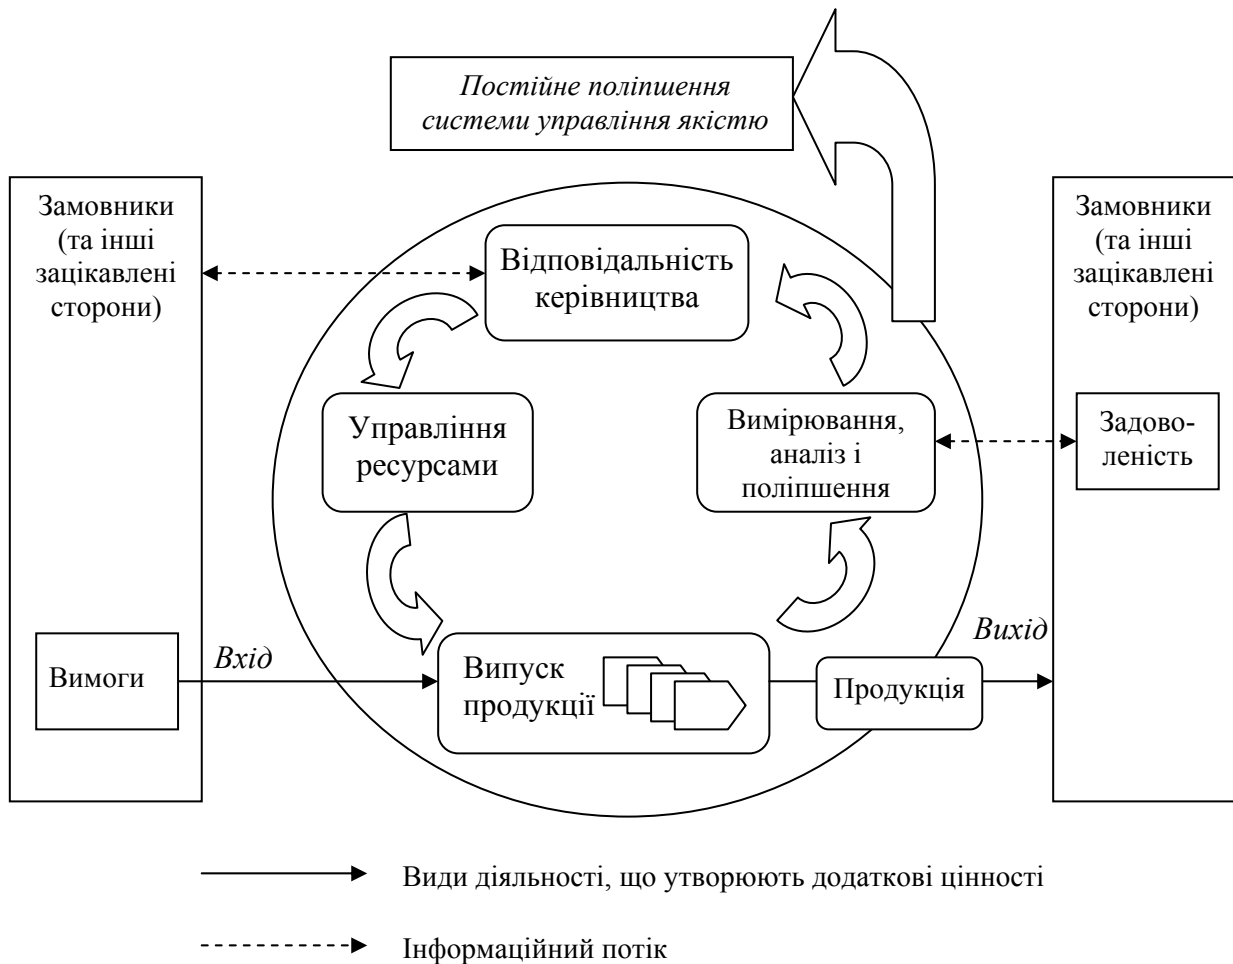 Постійне поліпшення
системи управління якістю
Замовники
(та інші
зацікавлені
сторони)
Відповідальність
керівництва
Замовники
(та інші
зацікавлені
сторони)
Управління
ресурсами
Вимірювання,
аналіз і
поліпшення
Задово-
леність
Вимоги
Вхід
Випуск
продукції
Продукція
Вихід
Види діяльності, що утворюють додаткові цінності
Інформаційний потік